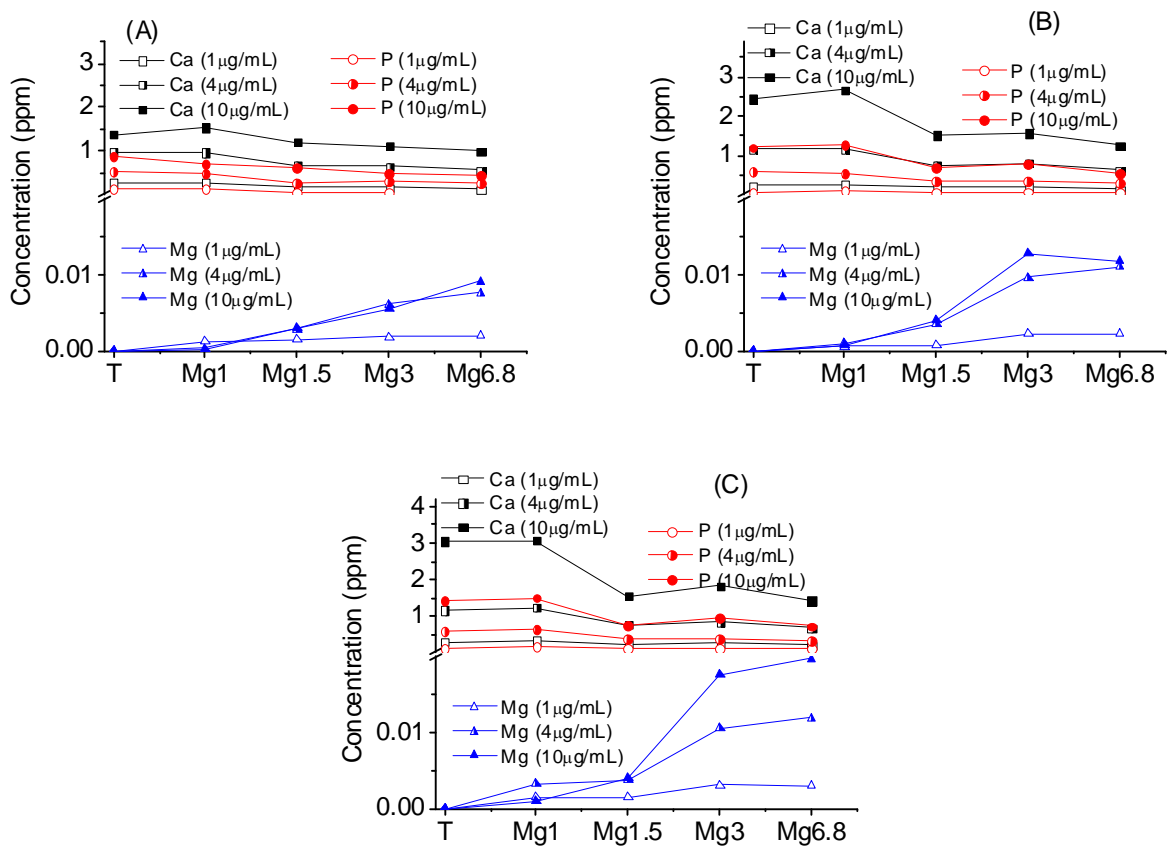 (A)
Ca (1μg/mL)
Ca (4μg/mL)
Ca (10μg/mL)
P (1μg/mL)
P (4μg/mL)
P (10μg/mL)
3
2
1
Concentration (ppm)
Mg (1μg/mL)
Mg (4μg/mL)
Mg (10μg/mL)
0.01
0.00
T Mg1 Mg1.5 Mg3 Mg6.8
(B)
Ca (1μg/mL)
Ca (4μg/mL)
Ca (10μg/mL)
P (1μg/mL)
P (4μg/mL)
P (10μg/mL)
3
2
1
Concentration (ppm)
Mg (1μg/mL)
Mg (4μg/mL)
Mg (10μg/mL)
0.01
0.00
T Mg1 Mg1.5 Mg3 Mg6.8
(C)
Ca (1μg/mL)
Ca (4μg/mL)
Ca (10μg/mL)
P (1μg/mL)
P (4μg/mL)
P (10μg/mL)
4
3
2
1
Concentration (ppm)
Mg (1μg/mL)
Mg (4μg/mL)
Mg (10μg/mL)
0.01
0.00
T Mg1 Mg1.5 Mg3 Mg6.8